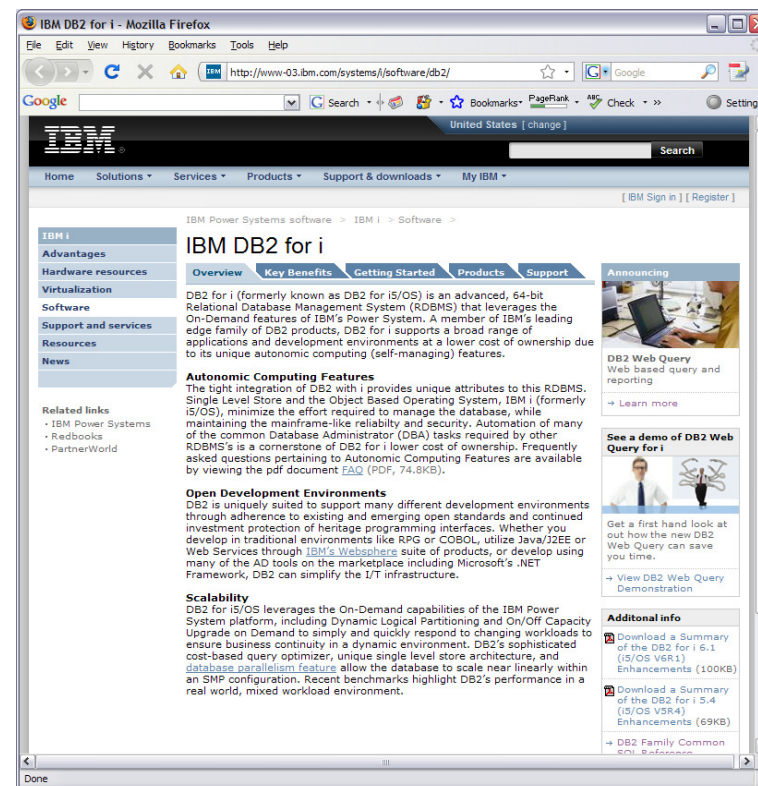 IBM DB2 for i - Mozilla Firefox
File Edit View History Bookmarks Tools Help
IBM http://www-03.ibm.com/systems/i/software/db2/ G Google
Google G Search Bookmarks PageRank ABC Check » Setting
United States [ change ]
IBM®
Search
Home Solutions Services Products Support & downloads My IBM
[ IBM Sign in ] [ Register ]
IBM Power Systems software > IBM i > Software >
IBM i
Advantages
Hardware resources
Virtualization
Software
Support and services
Resources
News
Related links
· IBM Power Systems
· Redbooks
· PartnerWorld
IBM DB2 for i
Overview Key Benefits Getting Started Products Support
DB2 for i (formerly known as DB2 for i5/OS) is an advanced, 64-bit
Relational Database Management System (RDBMS) that leverages the
On-Demand features of IBM's Power System. A member of IBM's leading
edge family of DB2 products, DB2 for i supports a broad range of
applications and development environments at a lower cost of ownership due
to its unique autonomic computing (self-managing) features.
Autonomic Computing Features
The tight integration of DB2 with i provides unique attributes to this RDBMS.
Single Level Store and the Object Based Operating System, IBM i (formerly
i5/OS), minimize the effort required to manage the database, while
maintaining the mainframe-like reliabilty and security. Automation of many
of the common Database Administrator (DBA) tasks required by other
RDBMS's is a cornerstone of DB2 for i lower cost of ownership. Frequently
asked questions pertaining to Autonomic Computing Features are available
by viewing the pdf document FAQ (PDF, 74.8KB).
Open Development Environments
DB2 is uniquely suited to support many different development environments
through adherence to existing and emerging open standards and continued
investment protection of heritage programming interfaces. Whether you
develop in traditional environments like RPG or COBOL, utilize Java/J2EE or
Web Services through IBM's Websphere suite of products, or develop using
many of the AD tools on the marketplace including Microsoft's .NET
Framework, DB2 can simplify the I/T infrastructure.
Scalability
DB2 for i5/OS leverages the On-Demand capabilities of the IBM Power
System platform, including Dynamic Logical Partitioning and On/Off Capacity
Upgrade on Demand to simply and quickly respond to changing workloads to
ensure business continuity in a dynamic environment. DB2's sophisticated
cost-based query optimizer, unique single level store architecture, and
database parallelism feature allow the database to scale near linearly within
an SMP configuration. Recent benchmarks highlight DB2's performance in a
real world, mixed workload environment.
Announcing
DB2 Web Query
Web based query and
reporting
→ Learn more
See a demo of DB2 Web
Query for i
Get a first hand look at
out how the new DB2
Web Query can save
you time.
→ View DB2 Web Query
Demonstration
Additonal info
Download a Summary
of the DB2 for i 6.1
(i5/OS V6R1)
Enhancements (100KB)
Download a Summary
of the DB2 for i 5.4
(i5/OS V5R4)
Enhancements (69KB)
→ DB2 Family Common
SQL Reference
Done